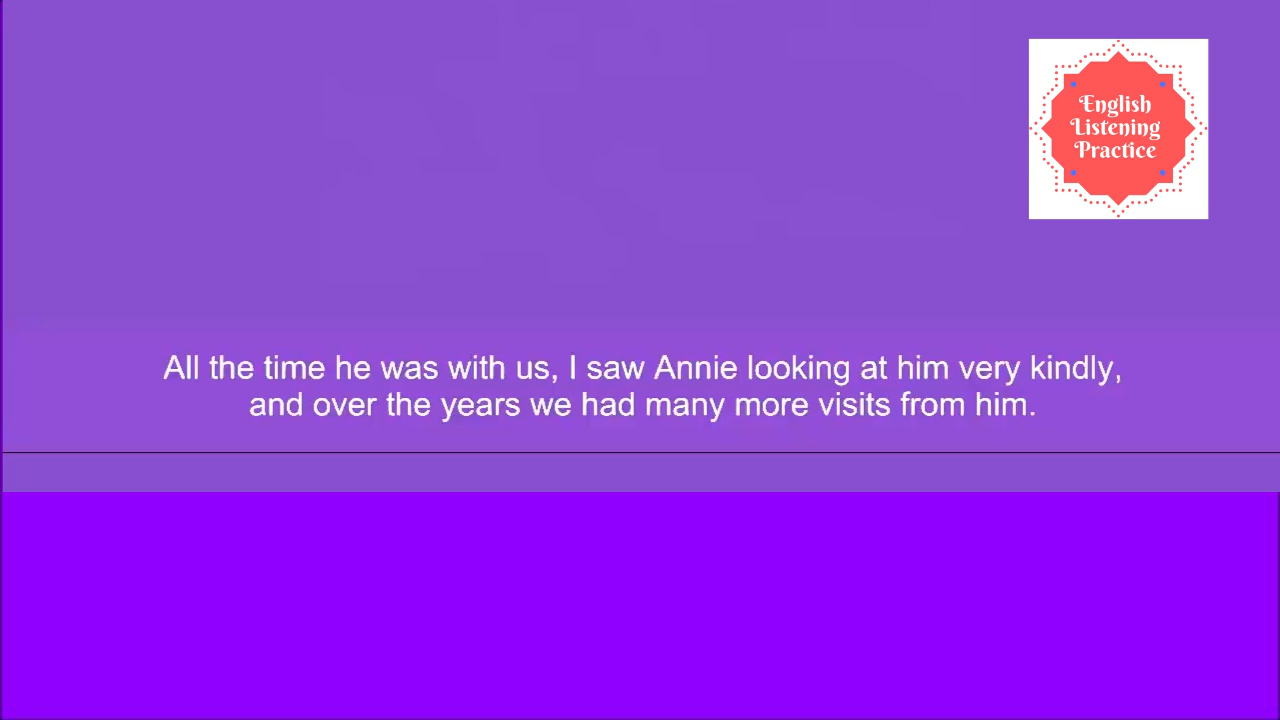 English
Listening
Practice
All the time he was with us, I saw Annie looking at him very kindly,
and over the years we had many more visits from him.